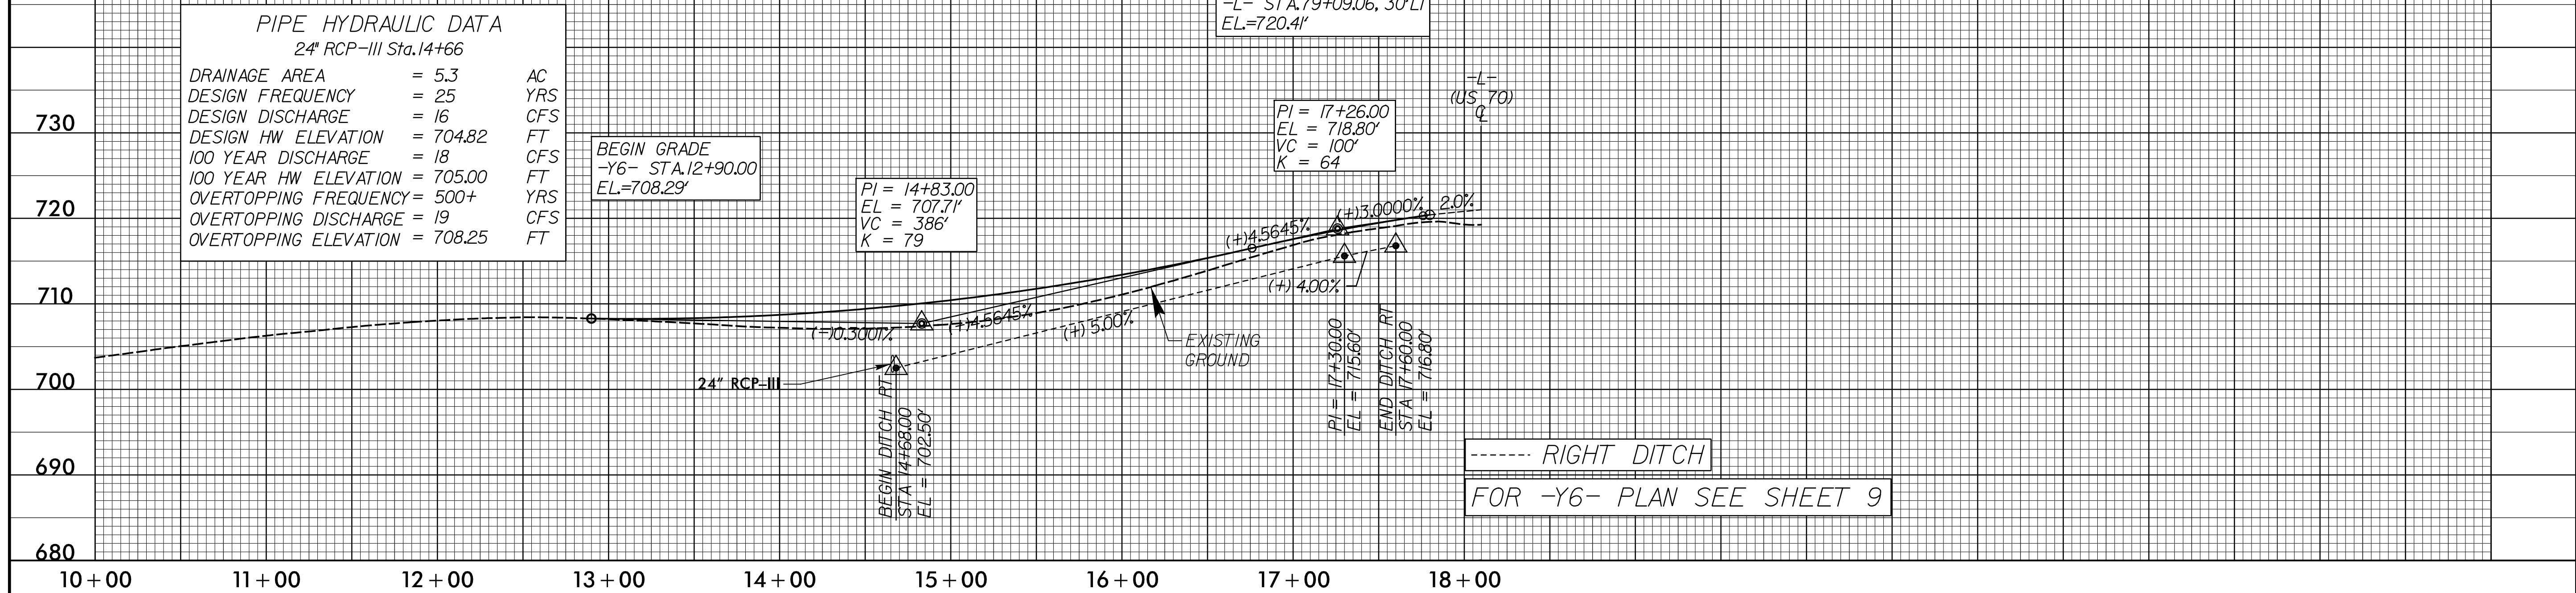 PIPE HYDRAULIC DATA
24" RCP-III Sta.14+66
DRAINAGE AREA = 5.3 AC
DESIGN FREQUENCY = 25 YRS
DESIGN DISCHARGE = 16 CFS
DESIGN HW ELEVATION = 704.82 FT
100 YEAR DISCHARGE = 18 CFS
100 YEAR HW ELEVATION = 705.00 FT
OVERTOPPING FREQUENCY = 500+ YRS
OVERTOPPING DISCHARGE = 19 CFS
OVERTOPPING ELEVATION = 708.25 FT
BEGIN GRADE
-Y6- STA.12+90.00
EL.=708.29'
PI = 14+83.00
EL = 707.71'
VC = 386'
K = 79
-L- STA.79+09.06, 30'LT
EL.=720.41'
PI = 17+26.00
EL = 718.80'
VC = 100'
K = 64
-L-
(US 70)
℄
730
720
710
700
690
680
(-)0.3001%
(+)4.5645%
(+)4.5645%
(+)3.0000%
2.0%
(+) 5.00%
(+) 4.00%
EXISTING
GROUND
24" RCP-III
BEGIN DITCH RT
STA 14+68.00
EL = 702.50'
PI = 17+30.00
EL = 715.60'
END DITCH RT
STA 17+60.00
EL = 716.80'
RIGHT DITCH
FOR -Y6- PLAN SEE SHEET 9
10+00
11+00
12+00
13+00
14+00
15+00
16+00
17+00
18+00